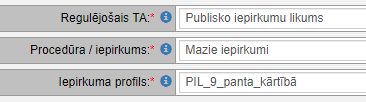 Regulējošais TA:* Publisko iepirkumu likums
Procedūra / iepirkums:* Mazie iepirkumi
Iepirkuma profils:* PIL_9_panta_kārtībā